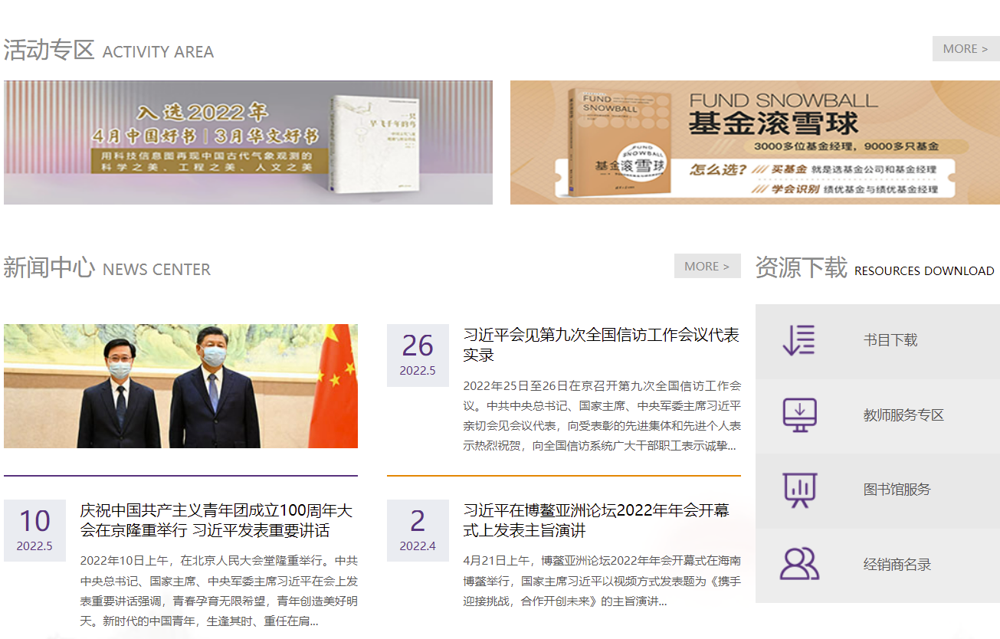 活动专区 ACTIVITY AREA
MORE >
入选2022年
4月中国好书｜3月华文好书
用科技信息图再现中国古代气象观测的
科学之美、工程之美、人文之美
一只
早飞千年的鸟
FUND
SNOWBALL
FUND
SNOWBALL
基金滚雪球
FUND SNOWBALL
基金滚雪球
3000多位基金经理，9000多只基金
怎么选？ /// 买基金 就是选基金公司和基金经理
/// 学会识别 绩优基金与绩优基金经理
新闻中心 NEWS CENTER
MORE >
资源下载 RESOURCES DOWNLOAD
26
2022.5
习近平会见第九次全国信访工作会议代表
实录
2022年25日至26日在京召开第九次全国信访工作会
议。中共中央总书记、国家主席、中央军委主席习近平
亲切会见会议代表，向受表彰的先进集体和先进个人表
示热烈祝贺，向全国信访系统广大干部职工表示诚挚...
10
2022.5
庆祝中国共产主义青年团成立100周年大
会在京隆重举行 习近平发表重要讲话
2022年10日上午，在北京人民大会堂隆重举行。中共
中央总书记、国家主席、中央军委主席习近平在会上发
表重要讲话强调，青春孕育无限希望，青年创造美好明
天。新时代的中国青年，生逢其时、重任在肩...
2
2022.4
习近平在博鳌亚洲论坛2022年年会开幕
式上发表主旨演讲
4月21日上午，博鳌亚洲论坛2022年年会开幕式在海南
博鳌举行，国家主席习近平以视频方式发表题为《携手
迎接挑战，合作开创未来》的主旨演讲...
书目下载
教师服务专区
图书馆服务
经销商名录